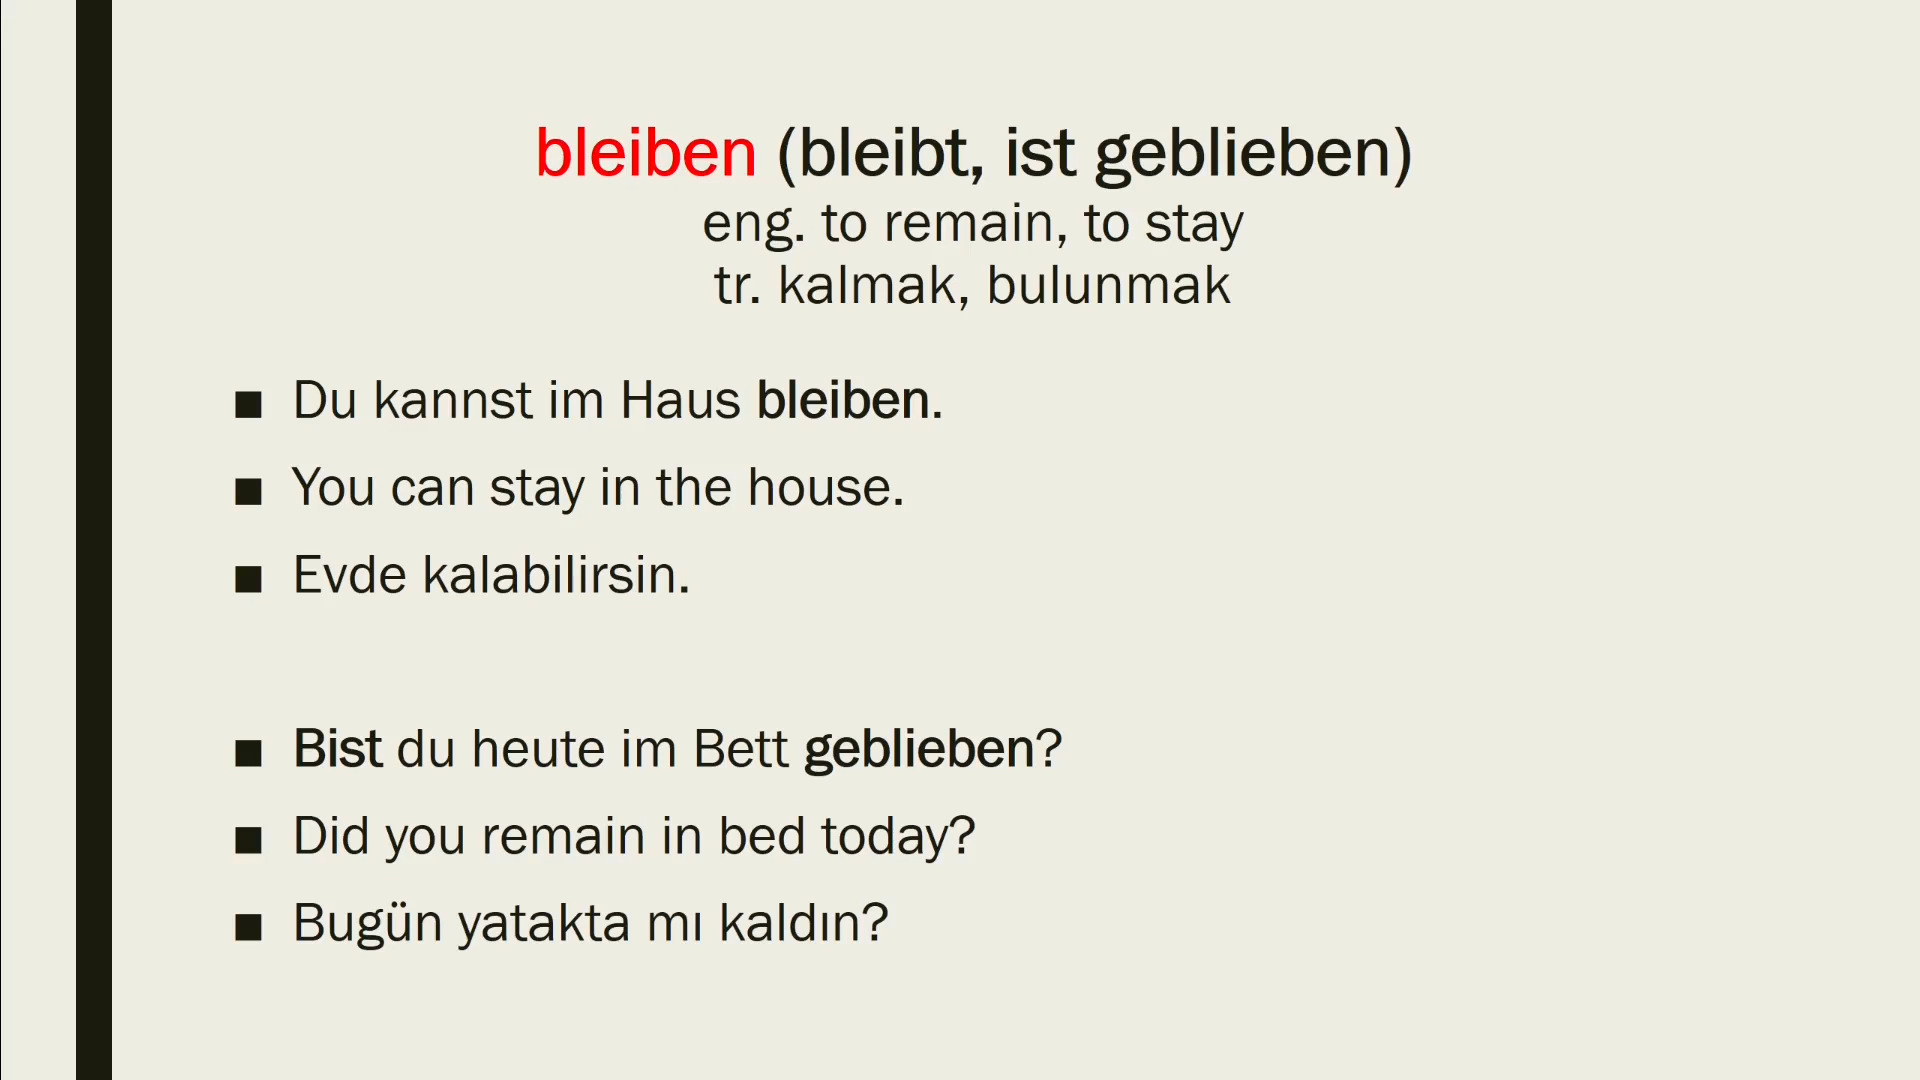 bleiben (bleibt, ist geblieben)
eng. to remain, to stay
tr. kalmak, bulunmak
■ Du kannst im Haus bleiben.
■ You can stay in the house.
■ Evde kalabilirsin.
■ Bist du heute im Bett geblieben?
■ Did you remain in bed today?
■ Bugün yatakta mı kaldın?